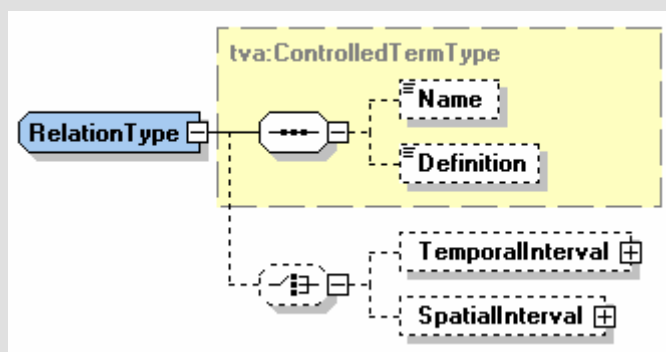 tva:ControlledTermType
Name
RelationType
Definition
TemporalInterval
SpatialInterval